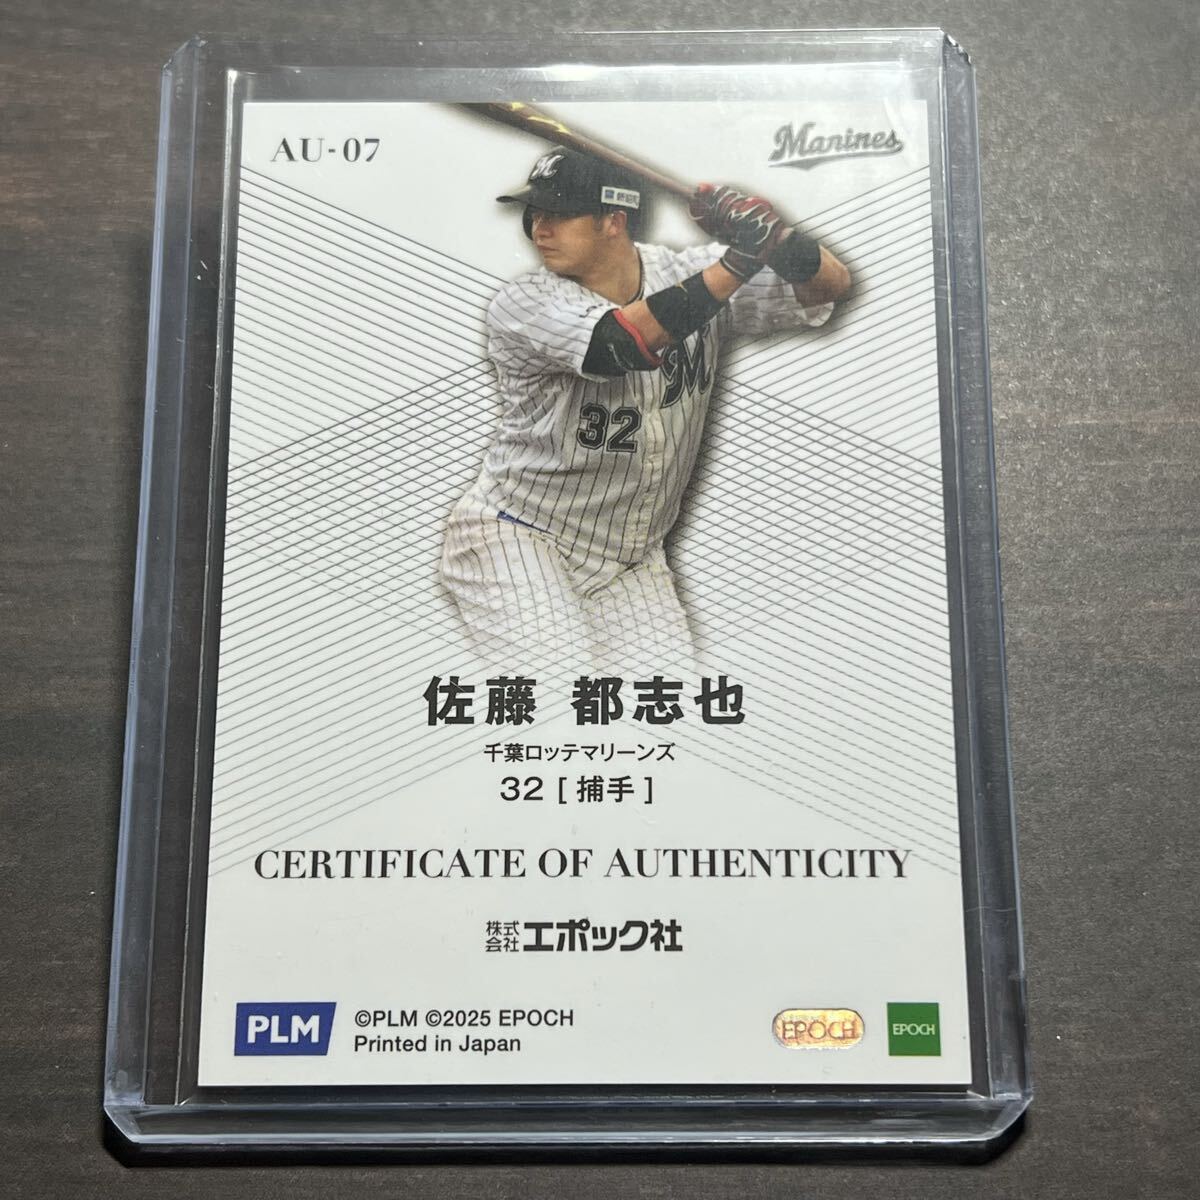 AU-07
Marines
M
M
32
佐藤 都志也
千葉ロッテマリーンズ
32 [ 捕手 ]
CERTIFICATE OF AUTHENTICITY
株式会社エポック社
PLM
©PLM ©2025 EPOCH
Printed in Japan
EPOCH
EPOCH